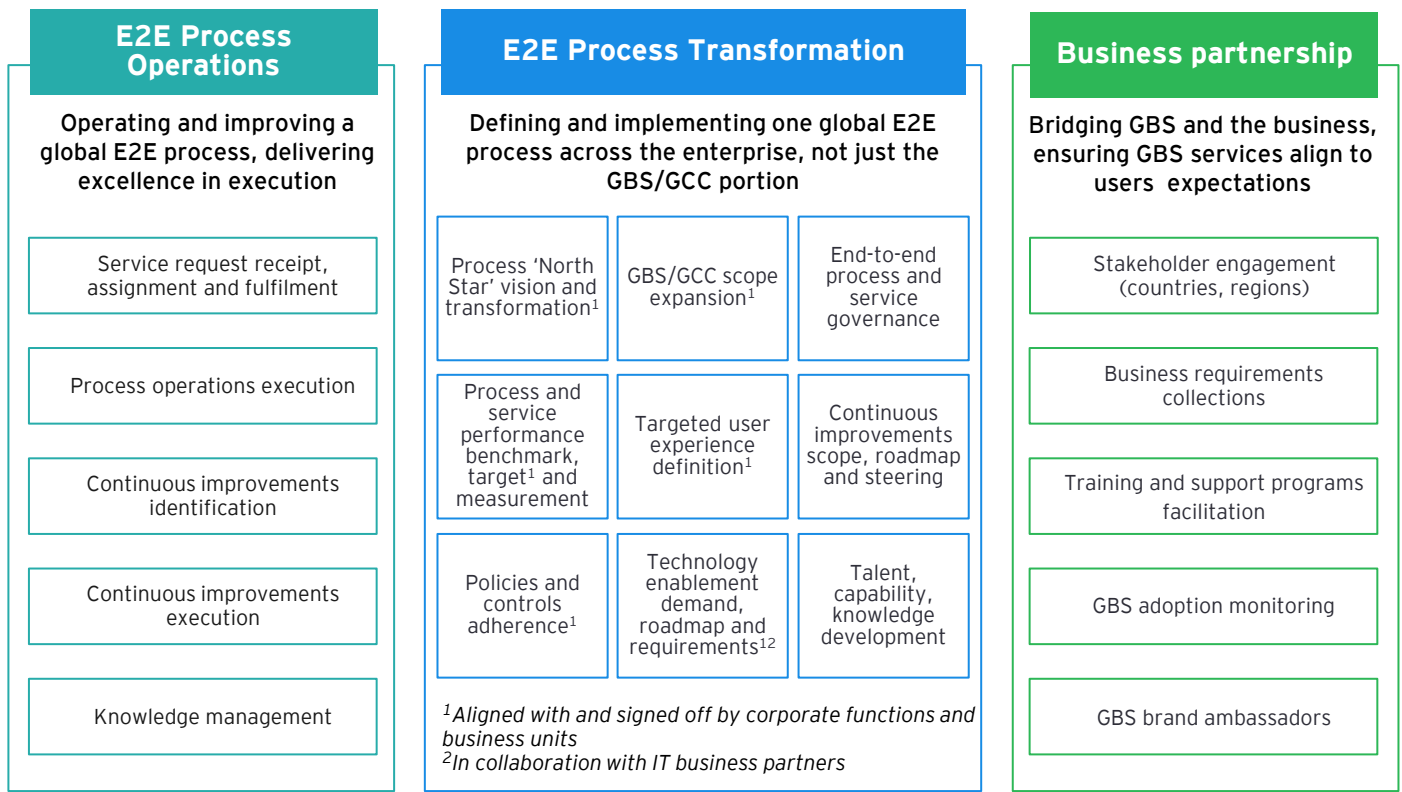 E2E Process
Operations
Operating and improving a
global E2E process, delivering
excellence in execution
Service request receipt,
assignment and fulfilment
Process operations execution
Continuous improvements
identification
Continuous improvements
execution
Knowledge management
E2E Process Transformation
Defining and implementing one global E2E
process across the enterprise, not just the
GBS/GCC portion
Process ‘North
Star’ vision and
transformation¹
GBS/GCC scope
expansion¹
End-to-end
process and
service
governance
Process and
service
performance
benchmark,
target¹ and
measurement
Targeted user
experience
definition¹
Continuous
improvements
scope, roadmap
and steering
Policies and
controls
adherence¹
Technology
enablement
demand,
roadmap and
requirements¹²
Talent,
capability,
knowledge
development
¹Aligned with and signed off by corporate functions and
business units
²In collaboration with IT business partners
Business partnership
Bridging GBS and the business,
ensuring GBS services align to
users  expectations
Stakeholder engagement
(countries, regions)
Business requirements
collections
Training and support programs
facilitation
GBS adoption monitoring
GBS brand ambassadors